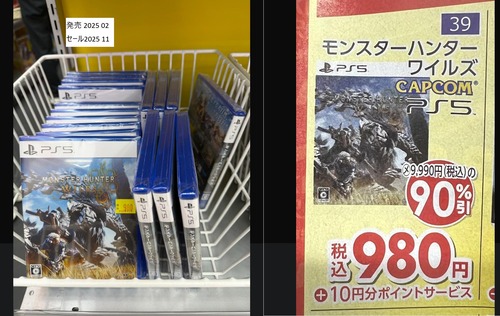 発売 2025 02
セール2025 11
PS5
PS5
MONSTER HUNTER
PS5
PS5
PS5
39
モンスターハンター
ワイルズ
PS5
CAPCOM
PS5
MONSTER HUNTER
※9,990円(税込)の
90%引
税込980円
+10円分ポイントサービス